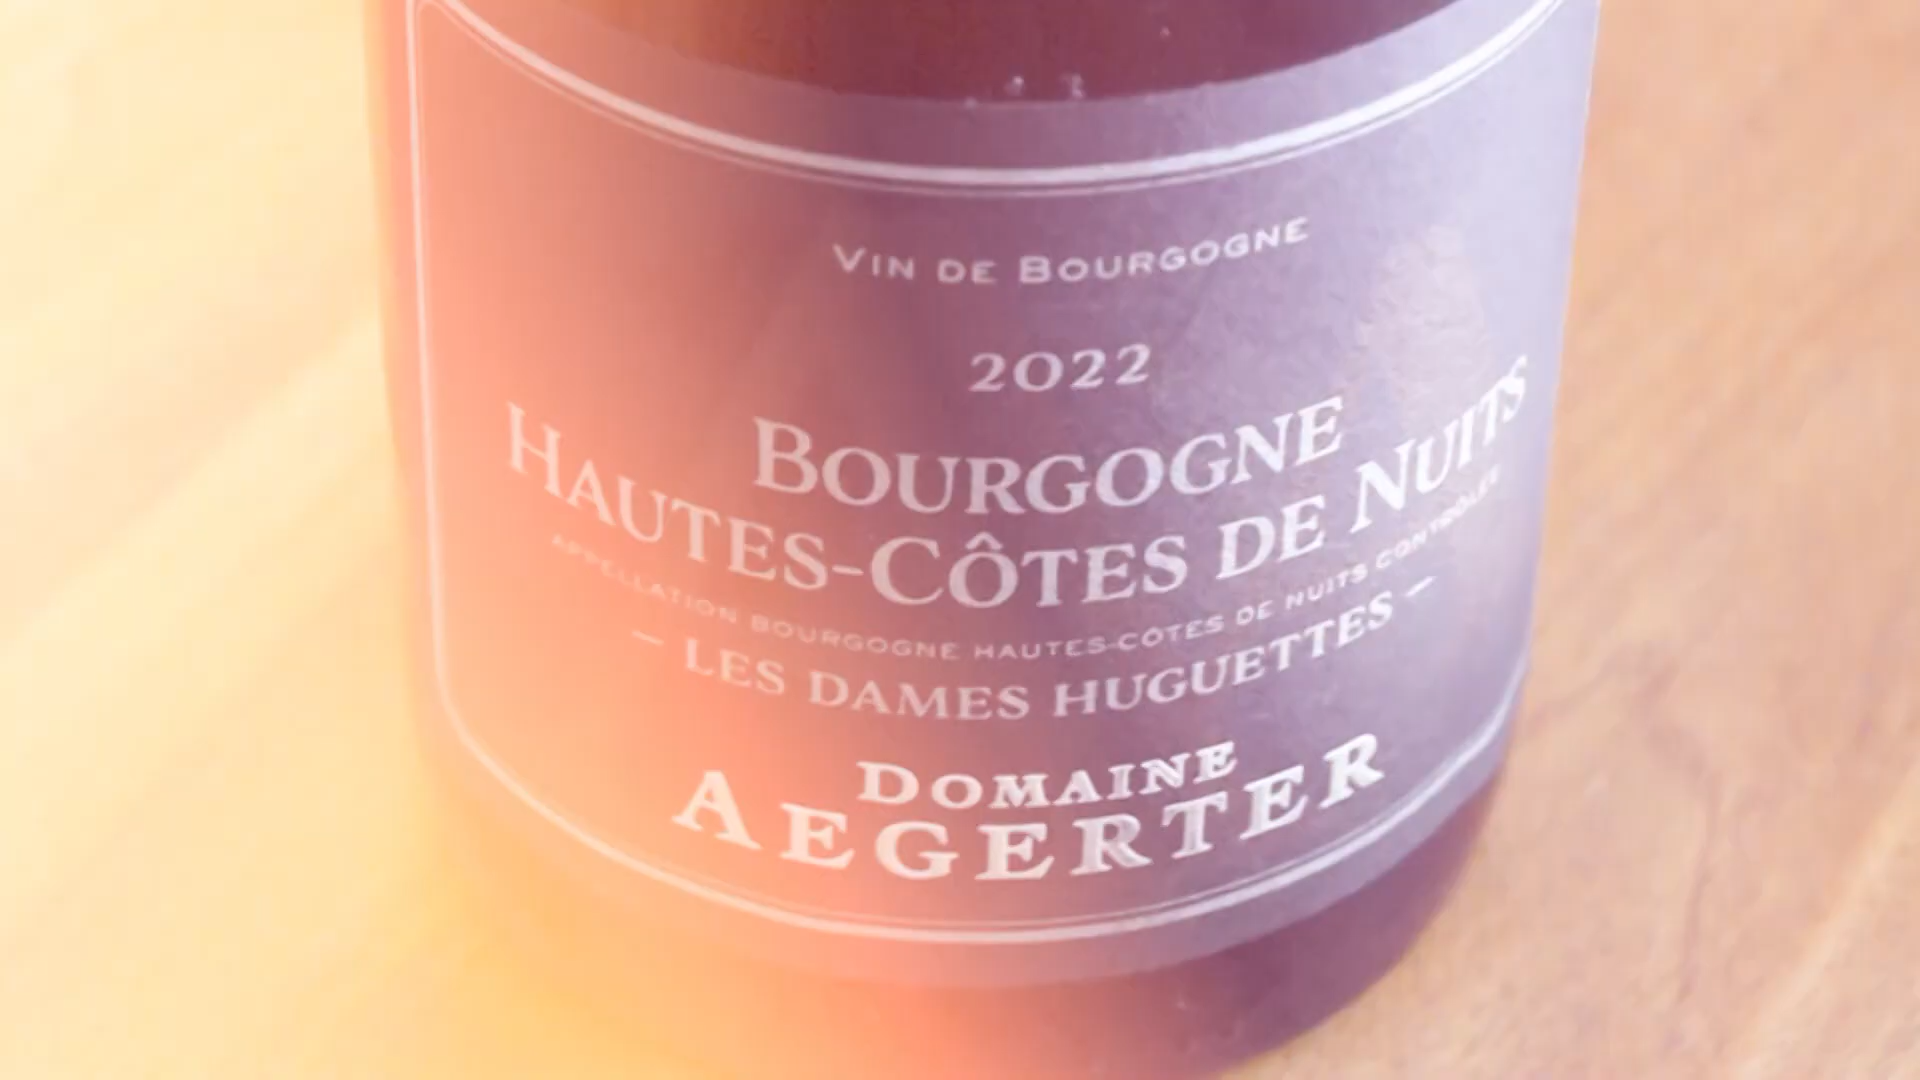 VIN DE BOURGOGNE
2022
BOURGOGNE
HAUTES-CÔTES DE NUITS
APPELLATION BOURGOGNE HAUTES-CÔTES DE NUITS CONTRÔLÉE
— LES DAMES HUGUETTES —
DOMAINE
AEGERTER